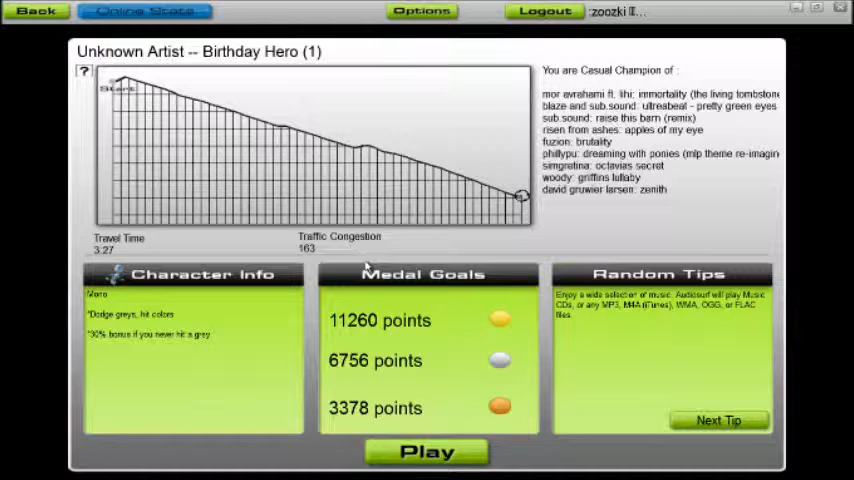 Back
Online Stats
Options
Logout
:zoozki
Unknown Artist -- Birthday Hero (1)
?
Start
You are Casual Champion of :
mor avrahami ft. lihi: immortality (the living tombstone
blaze and sub.sound: ultreabeat - pretty green eyes
sub.sound: raise this barn (remix)
risen from ashes: apples of my eye
fuzion: brutality
phillypu: dreaming with ponies (mlp theme re-imagin
simgretina: octavias secret
woody: griffins lullaby
david gruwier larsen: zenith
Travel Time
3:27
Traffic Congestion
163
Character Info
Mono
*Dodge greys, hit colors
*30% bonus if you never hit a grey
Medal Goals
11260 points
6756 points
3378 points
Random Tips
Enjoy a wide selection of music. Audiosurf will play Music
CDs, or any MP3, M4A (iTunes), WMA, OGG, or FLAC
files.
Next Tip
Play